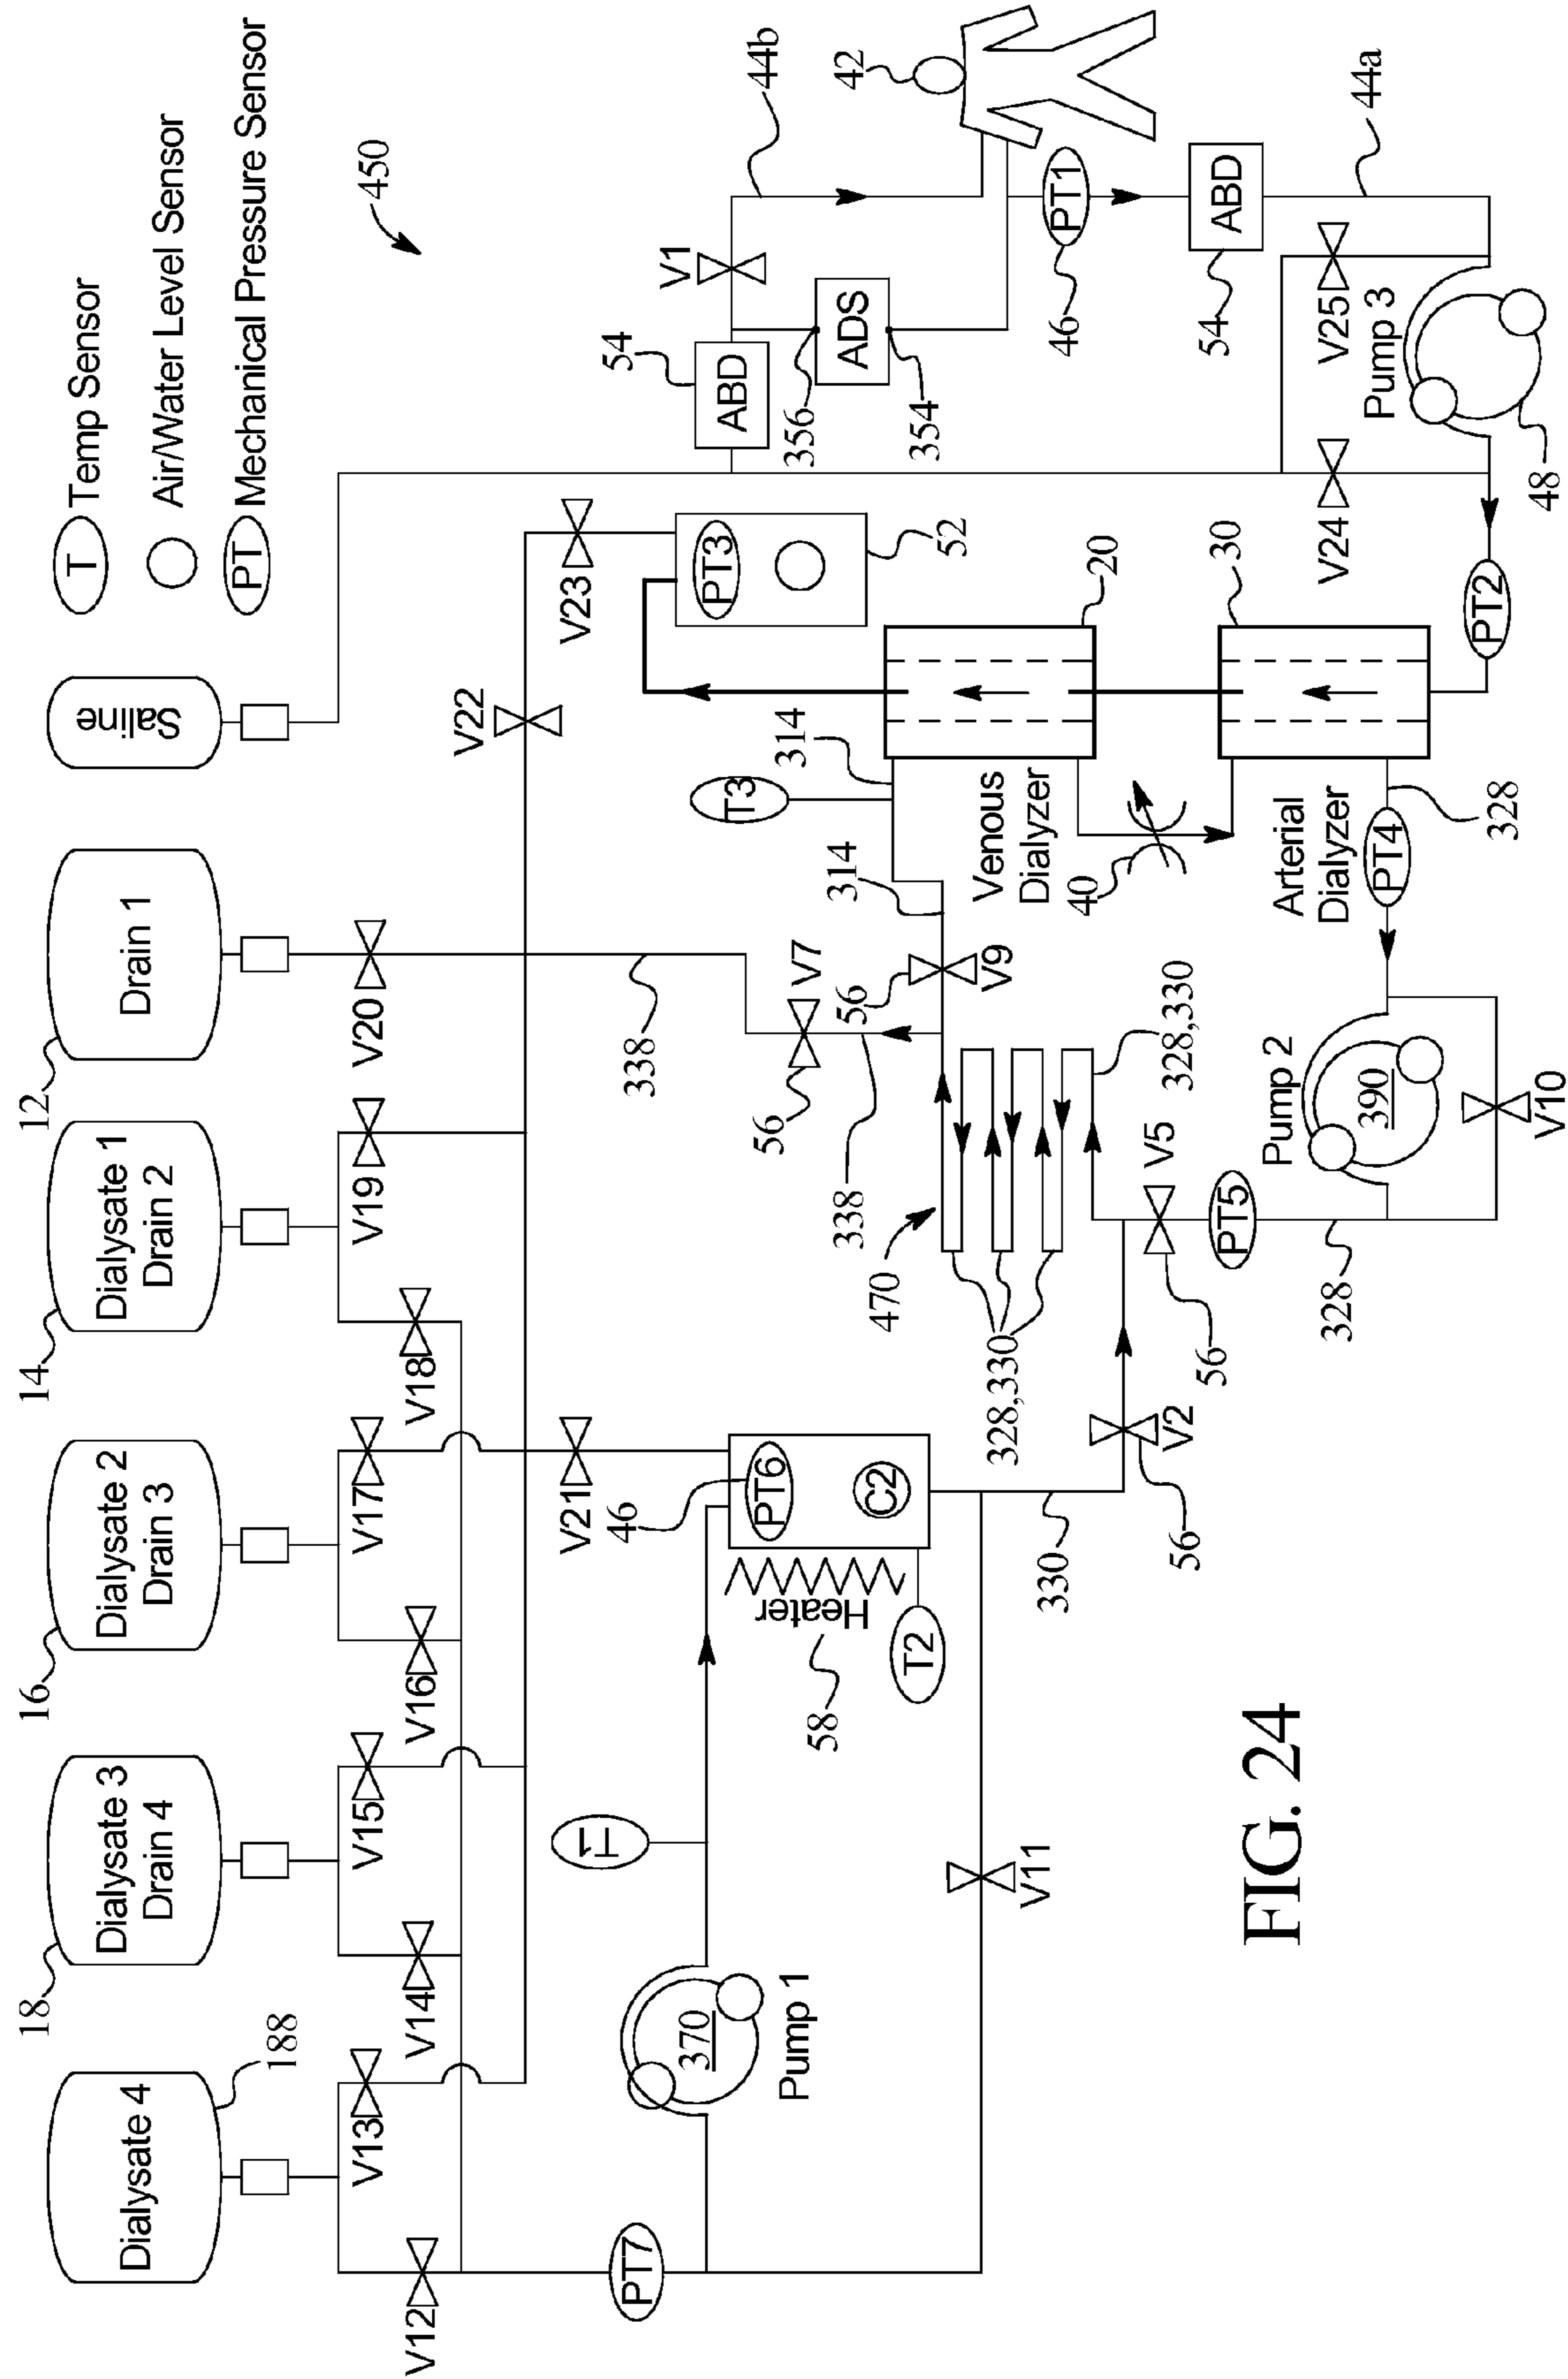 T Temp Sensor
Air/Water Level Sensor
PT Mechanical Pressure Sensor
450
Saline
Drain 1
12
Dialysate 1
Drain 2
14
Dialysate 2
Drain 3
16
Dialysate 3
Drain 4
18
Dialysate 4
188
V12
V13
V14
V15
V16
V17
V18
V19
V20
V21
V22
V23
PT7
370
Pump 1
T1
V11
Heater
58
T2
PT6
46
C2
330
V2
56
V5
56
PT5
328
328,330
328,330
470
338
338
V7
56
V9
56
314
314
T3
Venous
Dialyzer
20
40
Arterial
Dialyzer
30
PT4
328
Pump 2
390
V10
PT3
52
PT2
V24
V25
Pump 3
48
ABD
54
ADS
356
354
V1
44b
42
PT1
46
ABD
54
44a
FIG. 24